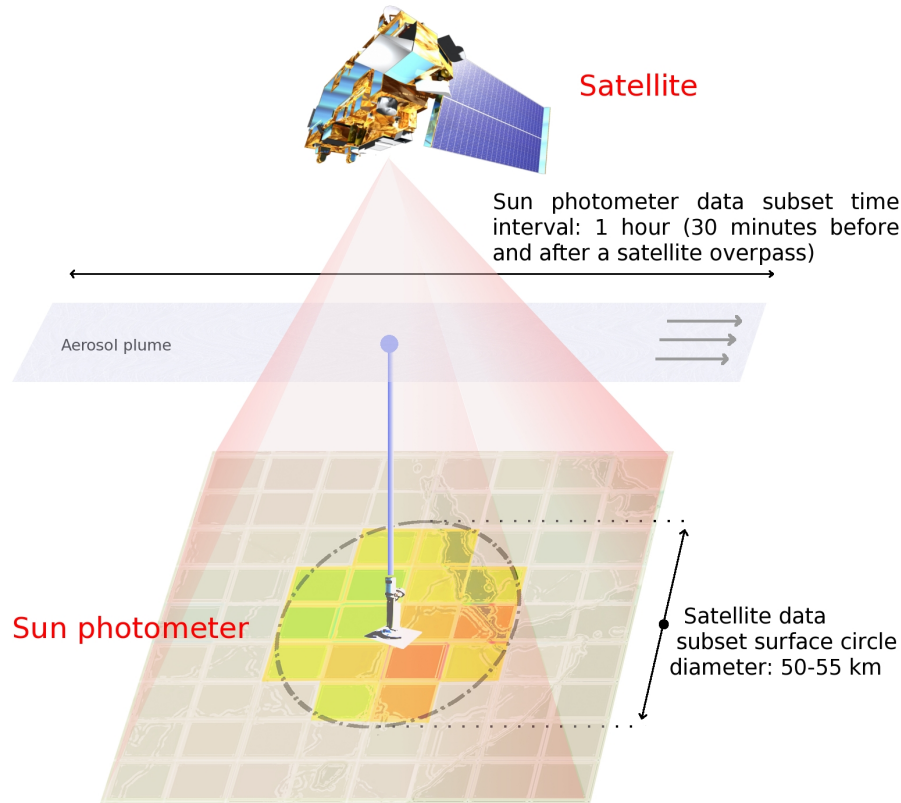 Satellite
Sun photometer data subset time
interval: 1 hour (30 minutes before
and after a satellite overpass)
Aerosol plume
Sun photometer
Satellite data
subset surface circle
diameter: 50-55 km